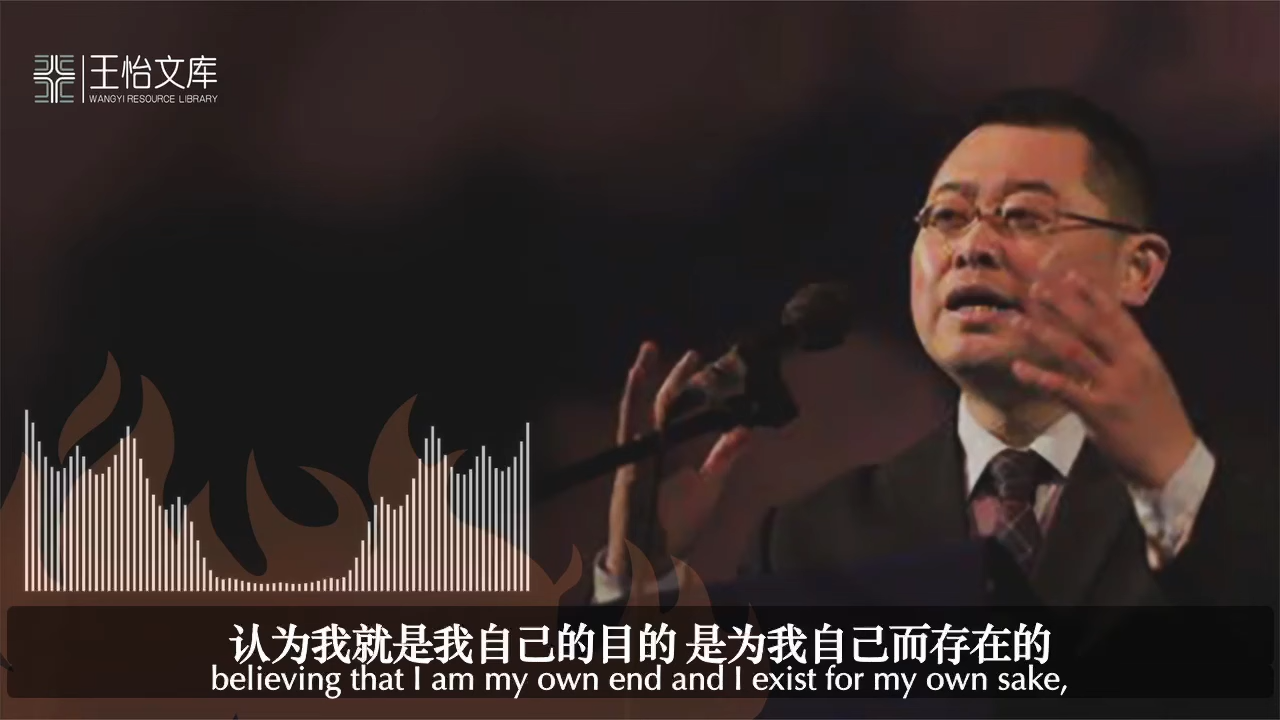 王怡文库
WANGYI RESOURCE LIBRARY
认为我就是我自己的目的 是为我自己而存在的
believing that I am my own end and I exist for my own sake,